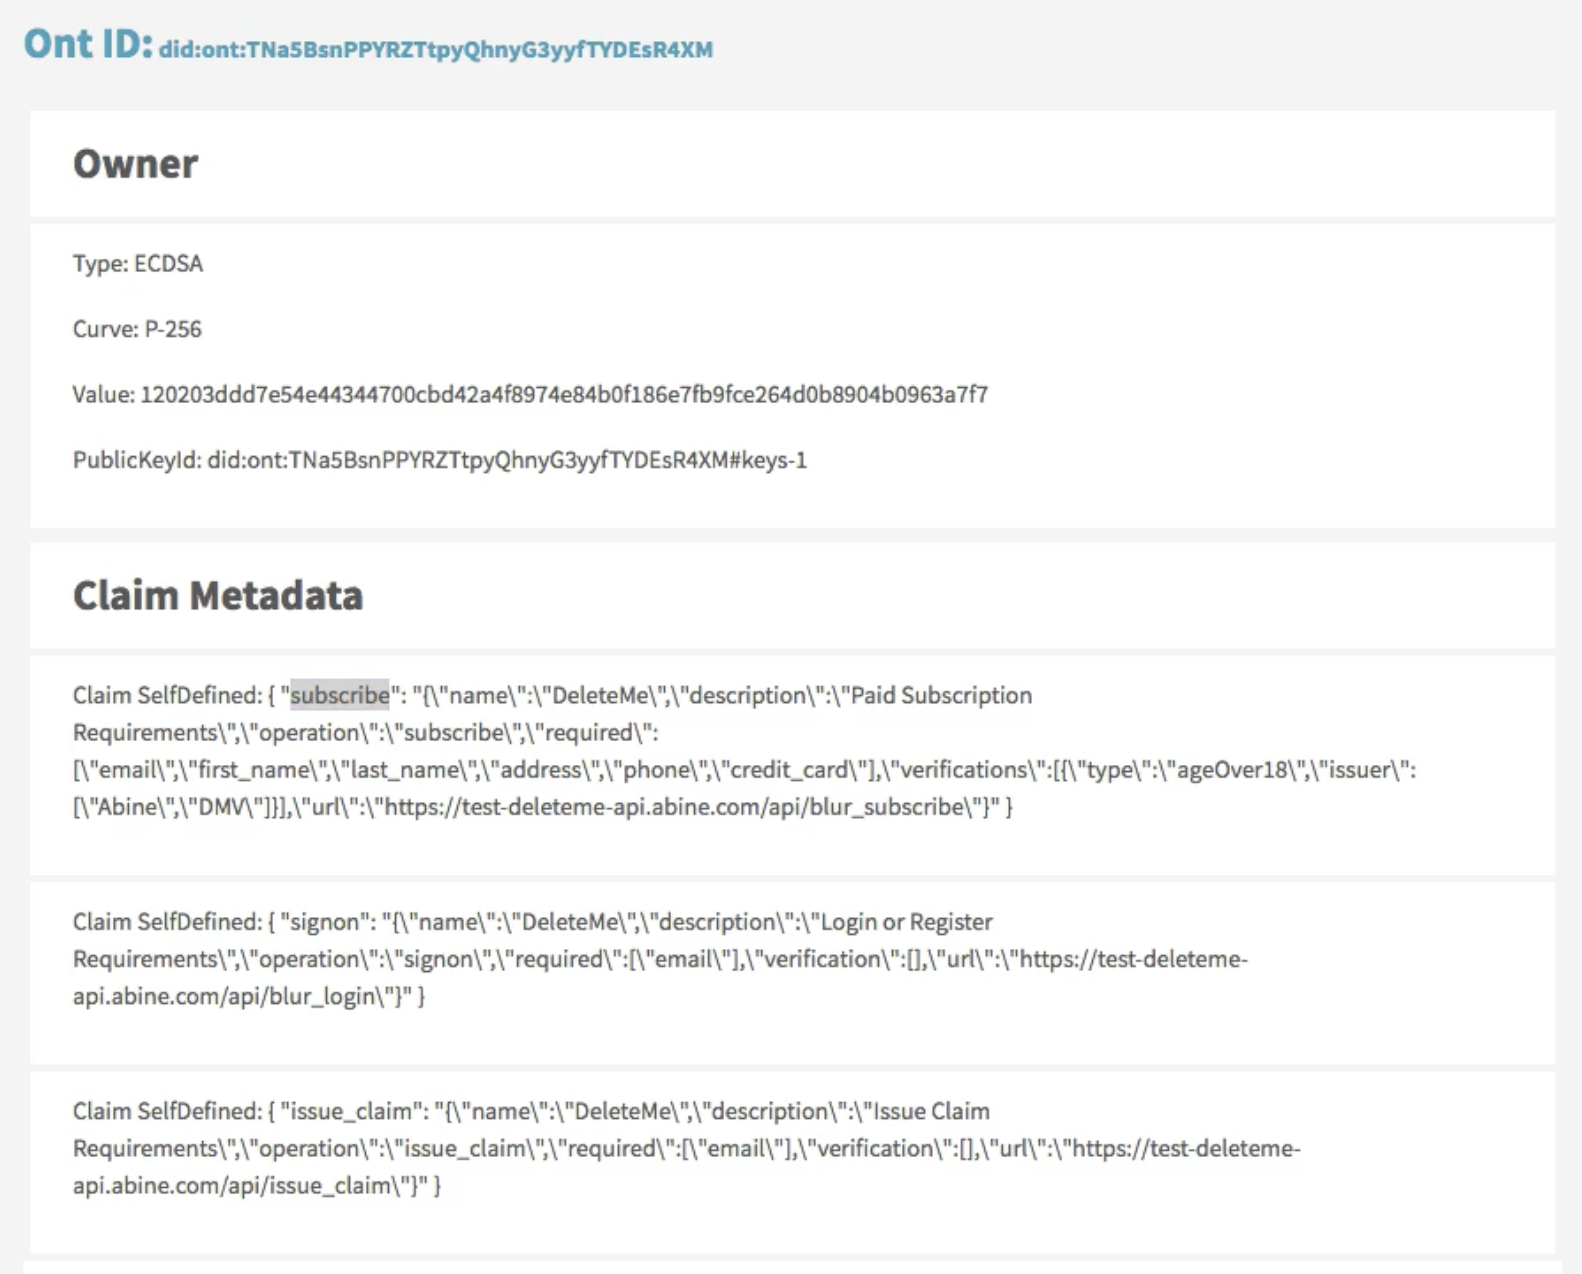 Ont ID: did:ont:TNa5BsnPPYRZTtpyQhnyG3yyfTYDEsR4XM
Owner
Type: ECDSA
Curve: P-256
Value: 120203ddd7e54e44344700cbd42a4f8974e84b0f186e7fb9fce264d0b8904b0963a7f7
PublicKeyId: did:ont:TNa5BsnPPYRZTtpyQhnyG3yyfTYDEsR4XM#keys-1
Claim Metadata
Claim SelfDefined: { "subscribe": "{\"name\":\"DeleteMe\",\"description\":\"Paid Subscription
Requirements\",\"operation\":\"subscribe\",\"required\":
[\"email\",\"first_name\",\"last_name\",\"address\",\"phone\",\"credit_card\"],\"verifications\":[{\"type\":\"ageOver18\",\"issuer\":
[\"Abine\",\"DMV\"]}],\"url\":\"https://test-deleteme-api.abine.com/api/blur_subscribe\"}" }
Claim SelfDefined: { "signon": "{\"name\":\"DeleteMe\",\"description\":\"Login or Register
Requirements\",\"operation\":\"signon\",\"required\":[\"email\"],\"verification\":[],\"url\":\"https://test-deleteme-
api.abine.com/api/blur_login\"}" }
Claim SelfDefined: { "issue_claim": "{\"name\":\"DeleteMe\",\"description\":\"Issue Claim
Requirements\",\"operation\":\"issue_claim\",\"required\":[\"email\"],\"verification\":[],\"url\":\"https://test-deleteme-
api.abine.com/api/issue_claim\"}" }